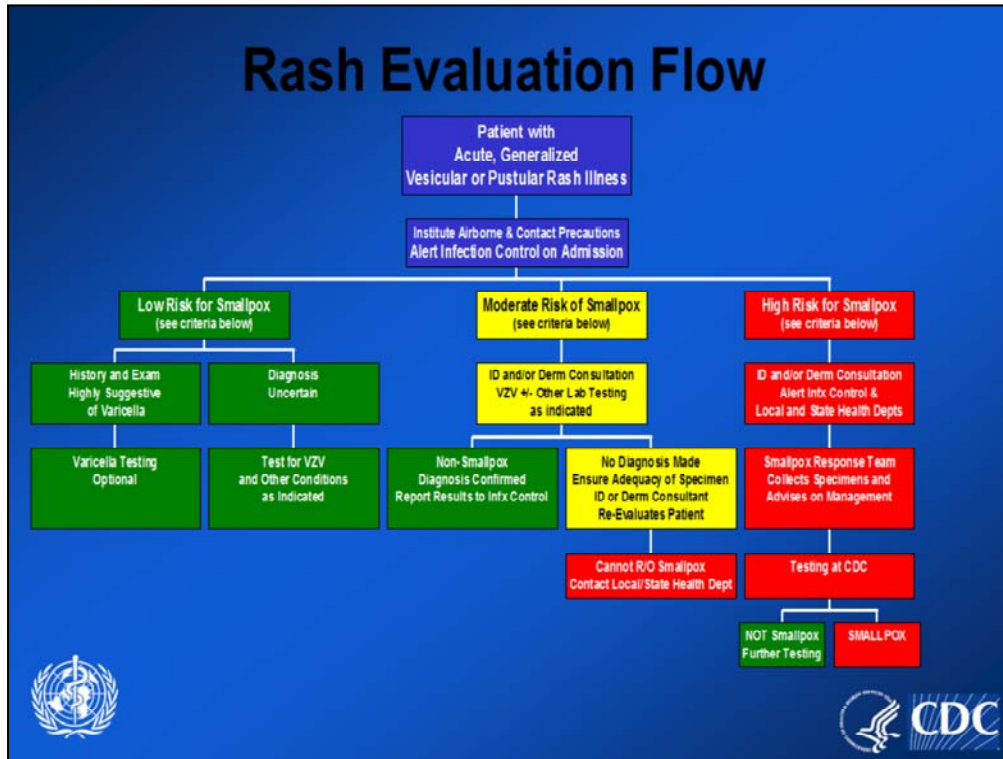 Rash Evaluation Flow
Patient with
Acute, Generalized
Vesicular or Pustular Rash Illness
Institute Airborne & Contact Precautions
Alert Infection Control on Admission
Low Risk for Smallpox
(see criteria below)
Moderate Risk of Smallpox
(see criteria below)
High Risk for Smallpox
(see criteria below)
History and Exam
Highly Suggestive
of Varicella
Diagnosis
Uncertain
ID and/or Derm Consultation
VZV +/- Other Lab Testing
as indicated
ID and/or Derm Consultation
Alert Infx Control &
Local and State Health Depts
Varicella Testing
Optional
Test for VZV
and Other Conditions
as Indicated
Non-Smallpox
Diagnosis Confirmed
Report Results to Infx Control
No Diagnosis Made
Ensure Adequacy of Specimen
ID or Derm Consultant
Re-Evaluates Patient
Smallpox Response Team
Collects Specimens and
Advises on Management
Cannot R/O Smallpox
Contact Local/State Health Dept
Testing at CDC
NOT Smallpox
Further Testing
SMALLPOX
CDC